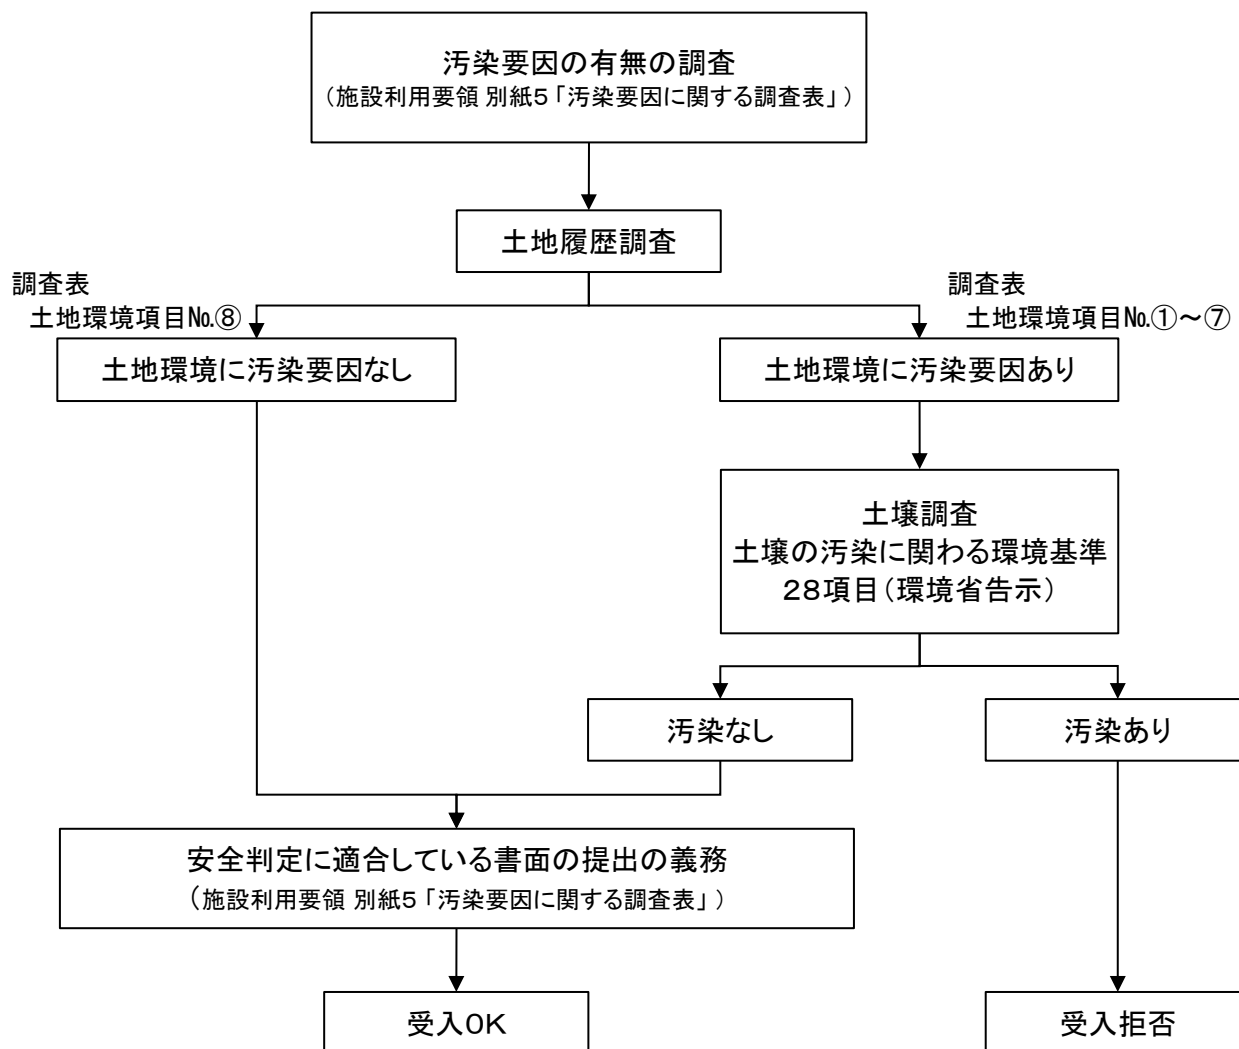 汚染要因の有無の調査
（施設利用要領 別紙5 ｢汚染要因に関する調査表｣ ）
土地履歴調査
調査表
土地環境項目№⑧
調査表
土地環境項目№①～⑦
土地環境に汚染要因なし
土地環境に汚染要因あり
土壌調査
土壌の汚染に関わる環境基準
28項目（環境省告示）
汚染なし
汚染あり
安全判定に適合している書面の提出の義務
（施設利用要領 別紙5 ｢汚染要因に関する調査表｣ ）
受入OK
受入拒否